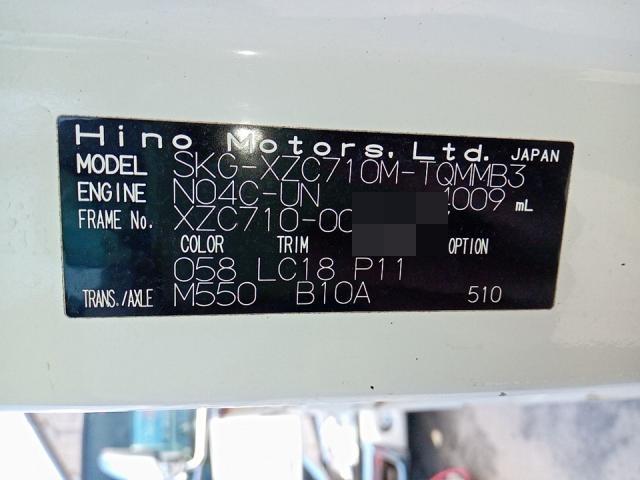 Hino Motors, Ltd. JAPAN
MODEL SKG-XZC710M-TQMMB3
ENGINE N04C-UN 4009 mL
FRAME No. XZC710-00
COLOR TRIM OPTION
058 LC18 P11
TRANS./AXLE M550 B10A 510